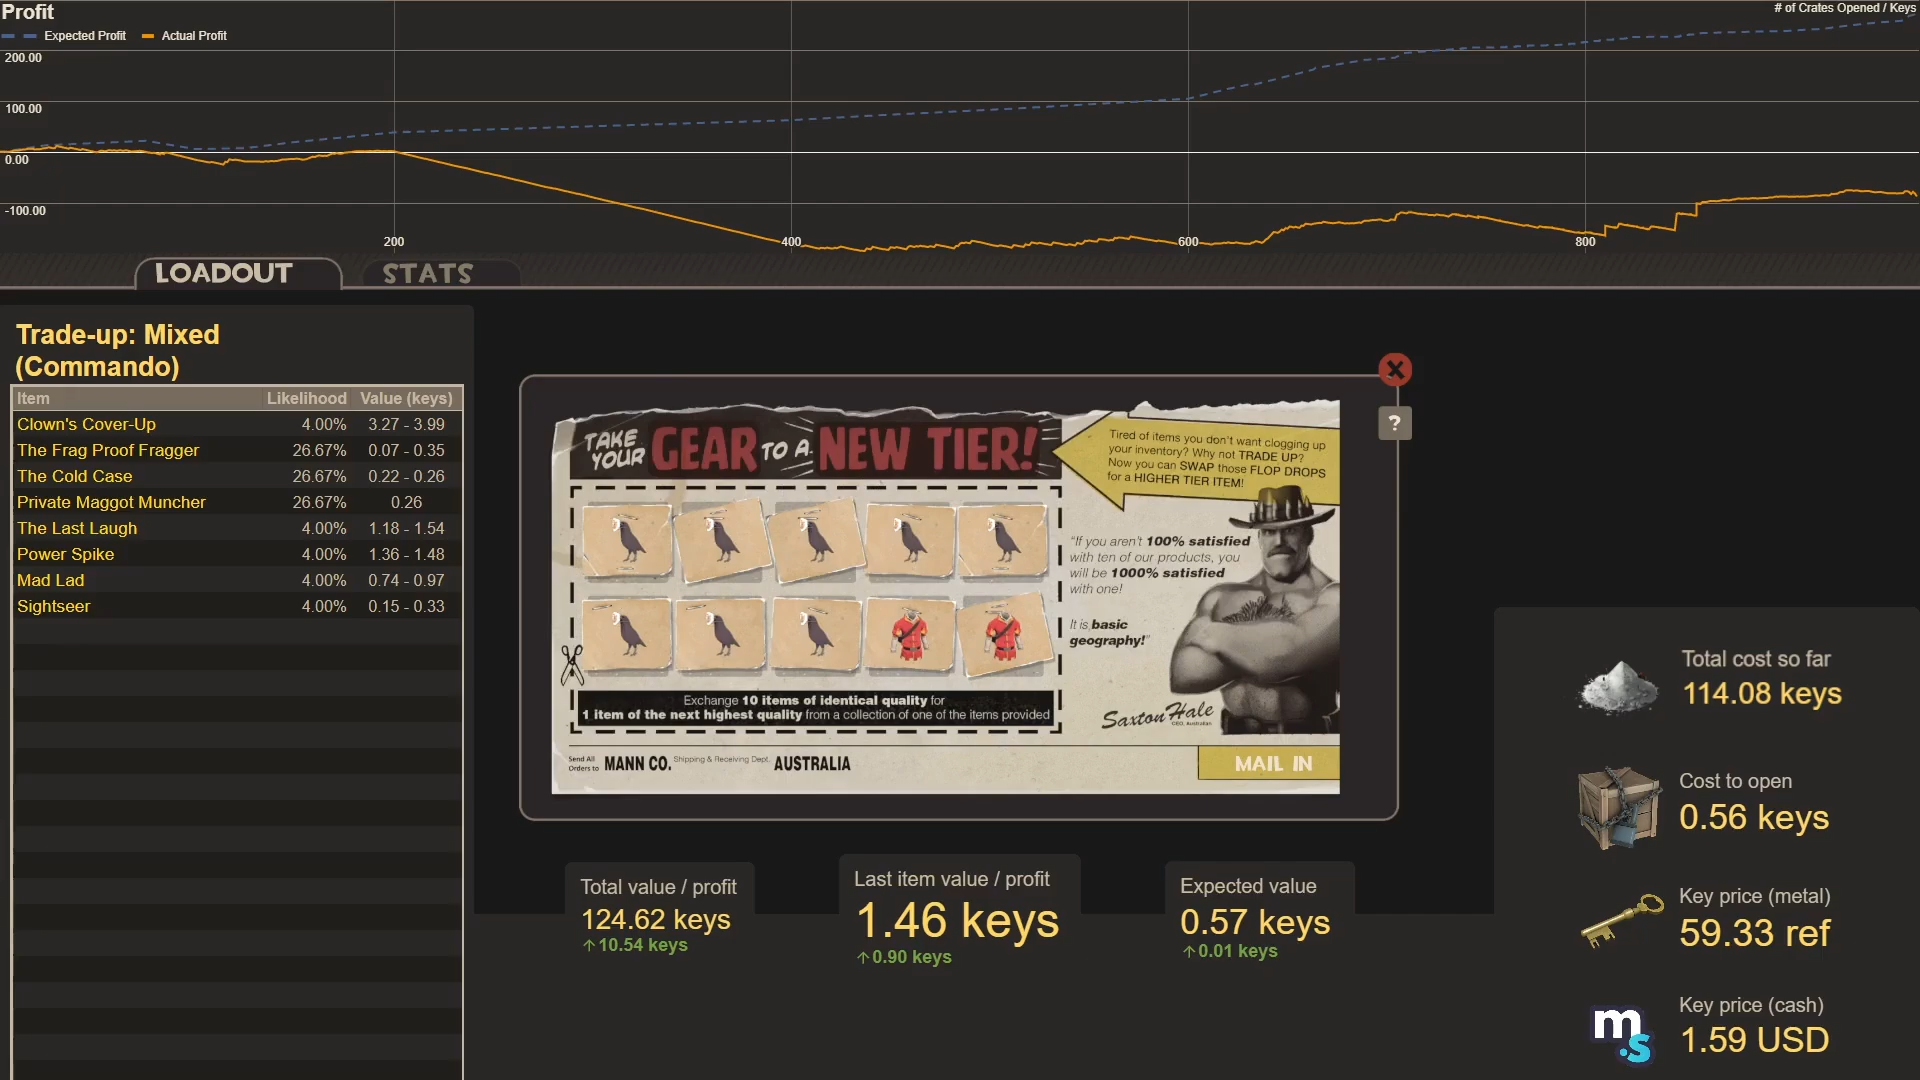 Profit
# of Crates Opened / Keys
Expected Profit
Actual Profit
200.00
100.00
0.00
-100.00
200
400
600
800
LOADOUT
STATS
Trade-up: Mixed
(Commando)
Item Likelihood Value (keys)
Clown's Cover-Up 4.00% 3.27 - 3.99
The Frag Proof Fragger 26.67% 0.07 - 0.35
The Cold Case 26.67% 0.22 - 0.26
Private Maggot Muncher 26.67% 0.26
The Last Laugh 4.00% 1.18 - 1.54
Power Spike 4.00% 1.36 - 1.48
Mad Lad 4.00% 0.74 - 0.97
Sightseer 4.00% 0.15 - 0.33
?
TAKE YOUR GEAR TO A NEW TIER!
Tired of items you don't want clogging up
your inventory? Why not TRADE UP?
Now you can SWAP those FLOP DROPS
for a HIGHER TIER ITEM!
"If you aren't 100% satisfied
with ten of our products, you
will be 1000% satisfied
with one!
It is basic
geography!"
Exchange 10 items of identical quality for
1 item of the next highest quality from a collection of one of the items provided
Saxton Hale
CEO, Australian
Send All
Orders to MANN CO. Shipping & Receiving Dept. AUSTRALIA
MAIL IN
Total value / profit
124.62 keys
↑10.54 keys
Last item value / profit
1.46 keys
↑0.90 keys
Expected value
0.57 keys
↑0.01 keys
Total cost so far
114.08 keys
Cost to open
0.56 keys
Key price (metal)
59.33 ref
Key price (cash)
1.59 USD
m.s